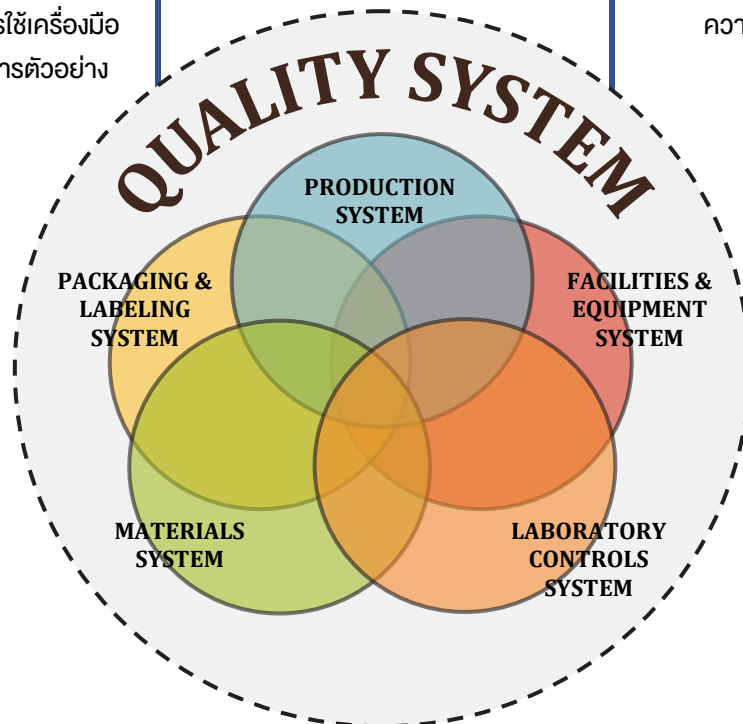 รใช้เครื่องมือ
ารตัวอย่าง
ควา
QUALITY SYSTEM
PRODUCTION
SYSTEM
PACKAGING &
LABELING
SYSTEM
FACILITIES &
EQUIPMENT
SYSTEM
MATERIALS
SYSTEM
LABORATORY
CONTROLS
SYSTEM